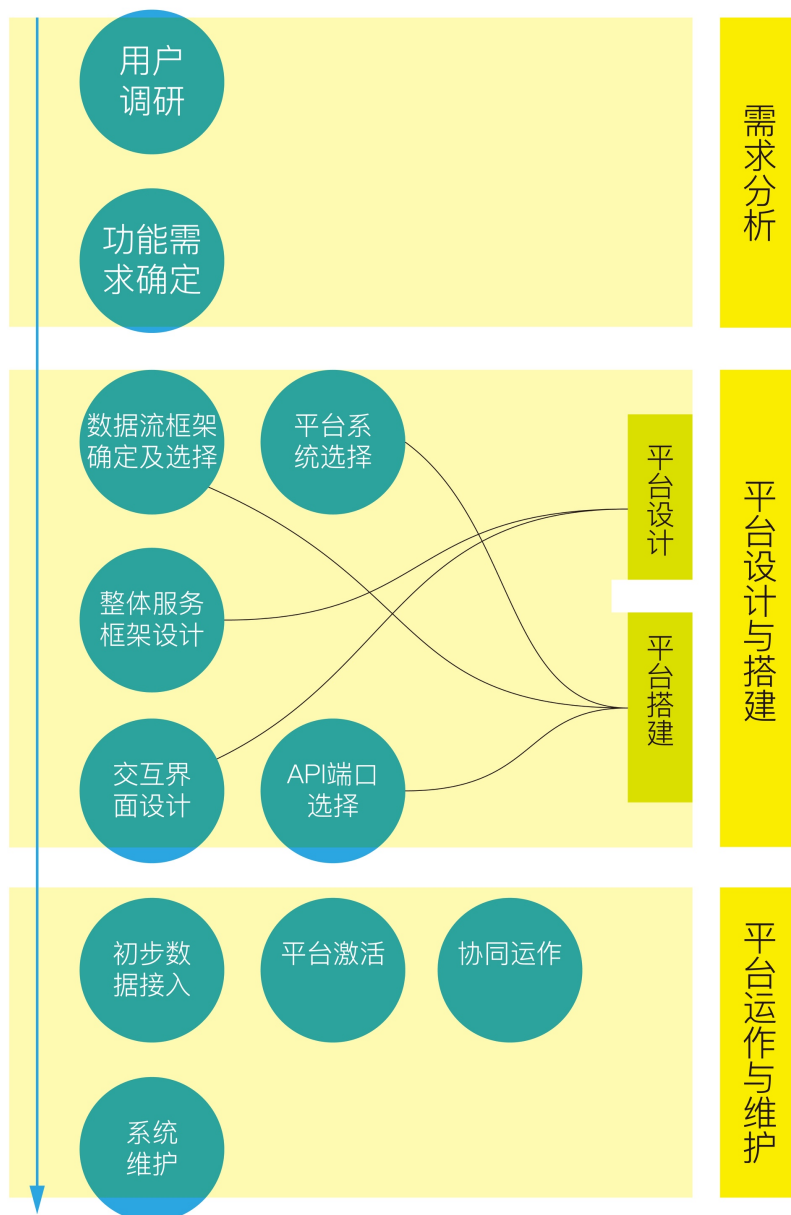 用户
调研
功能需
求确定
需求分析
数据流框架
确定及选择
平台系
统选择
整体服务
框架设计
交互界
面设计
API端口
选择
平台设计
平台搭建
平台设计与搭建
初步数
据接入
平台激活
协同运作
系统
维护
平台运作与维护